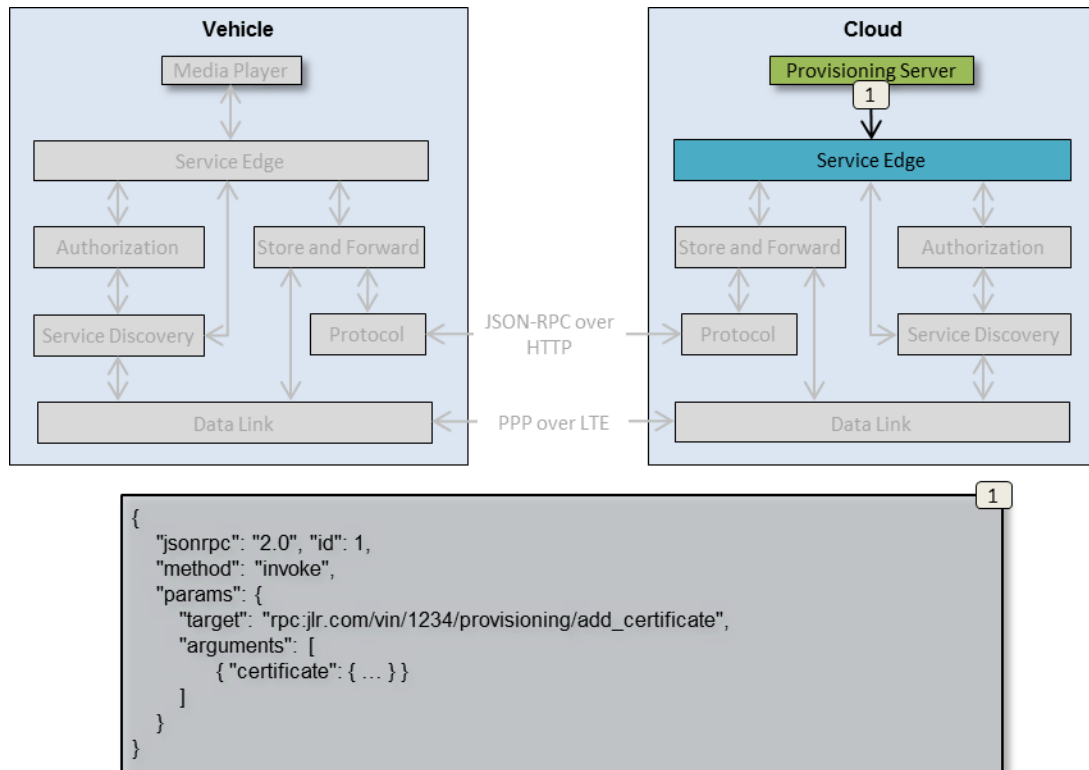 Vehicle
Media Player
Service Edge
Authorization
Store and Forward
Service Discovery
Protocol
Data Link
JSON-RPC over
HTTP
PPP over LTE
Cloud
Provisioning Server
1
Service Edge
Store and Forward
Authorization
Protocol
Service Discovery
Data Link
1
{
"jsonrpc": "2.0", "id": 1,
"method": "invoke",
"params": {
"target": "rpc:jlr.com/vin/1234/provisioning/add_certificate",
"arguments": [
{ "certificate": { … } }
]
}
}